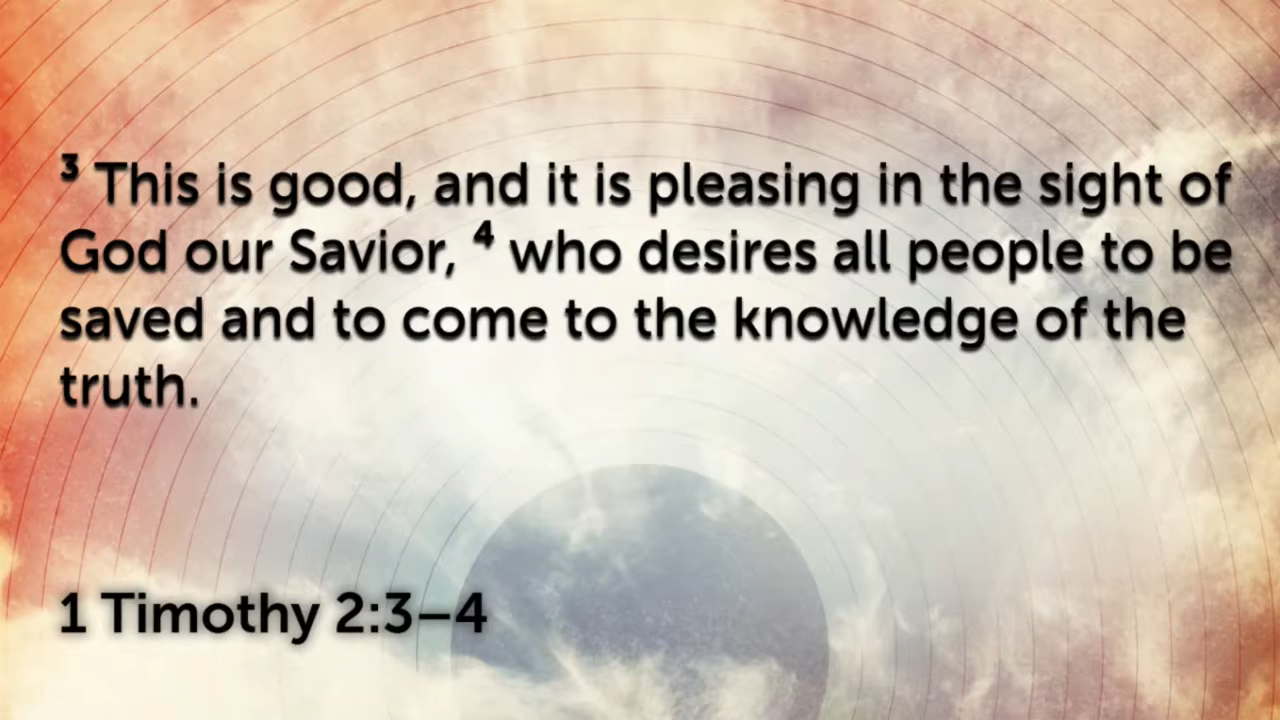 ³ This is good, and it is pleasing in the sight of
God our Savior, ⁴ who desires all people to be
saved and to come to the knowledge of the
truth.
1 Timothy 2:3–4